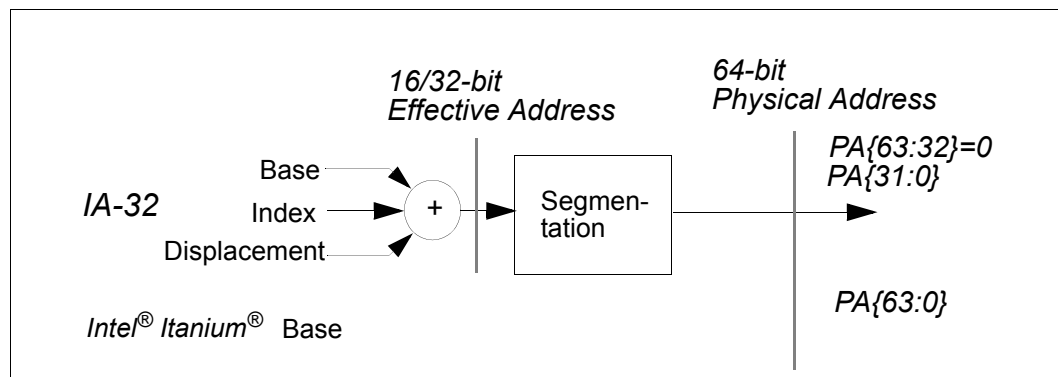 16/32-bit
Effective Address
64-bit
Physical Address
PA{63:32}=0
PA{31:0}
IA-32
Base
Index
Displacement
+
Segmen-
tation
PA{63:0}
Intel® Itanium® Base